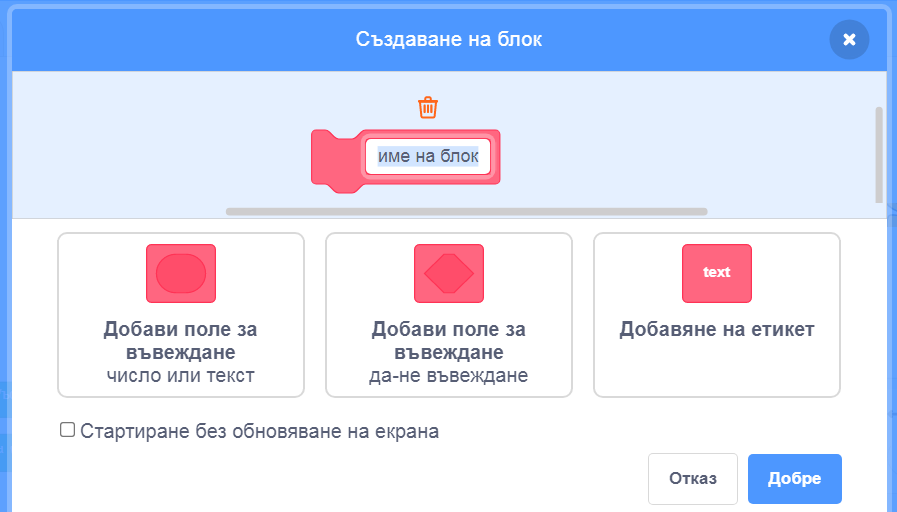 Създаване на блок
име на блок
text
Добави поле за
въвеждане
число или текст
Добави поле за
въвеждане
да-не въвеждане
Добавяне на етикет
Стартиране без обновяване на екрана
Отказ
Добре